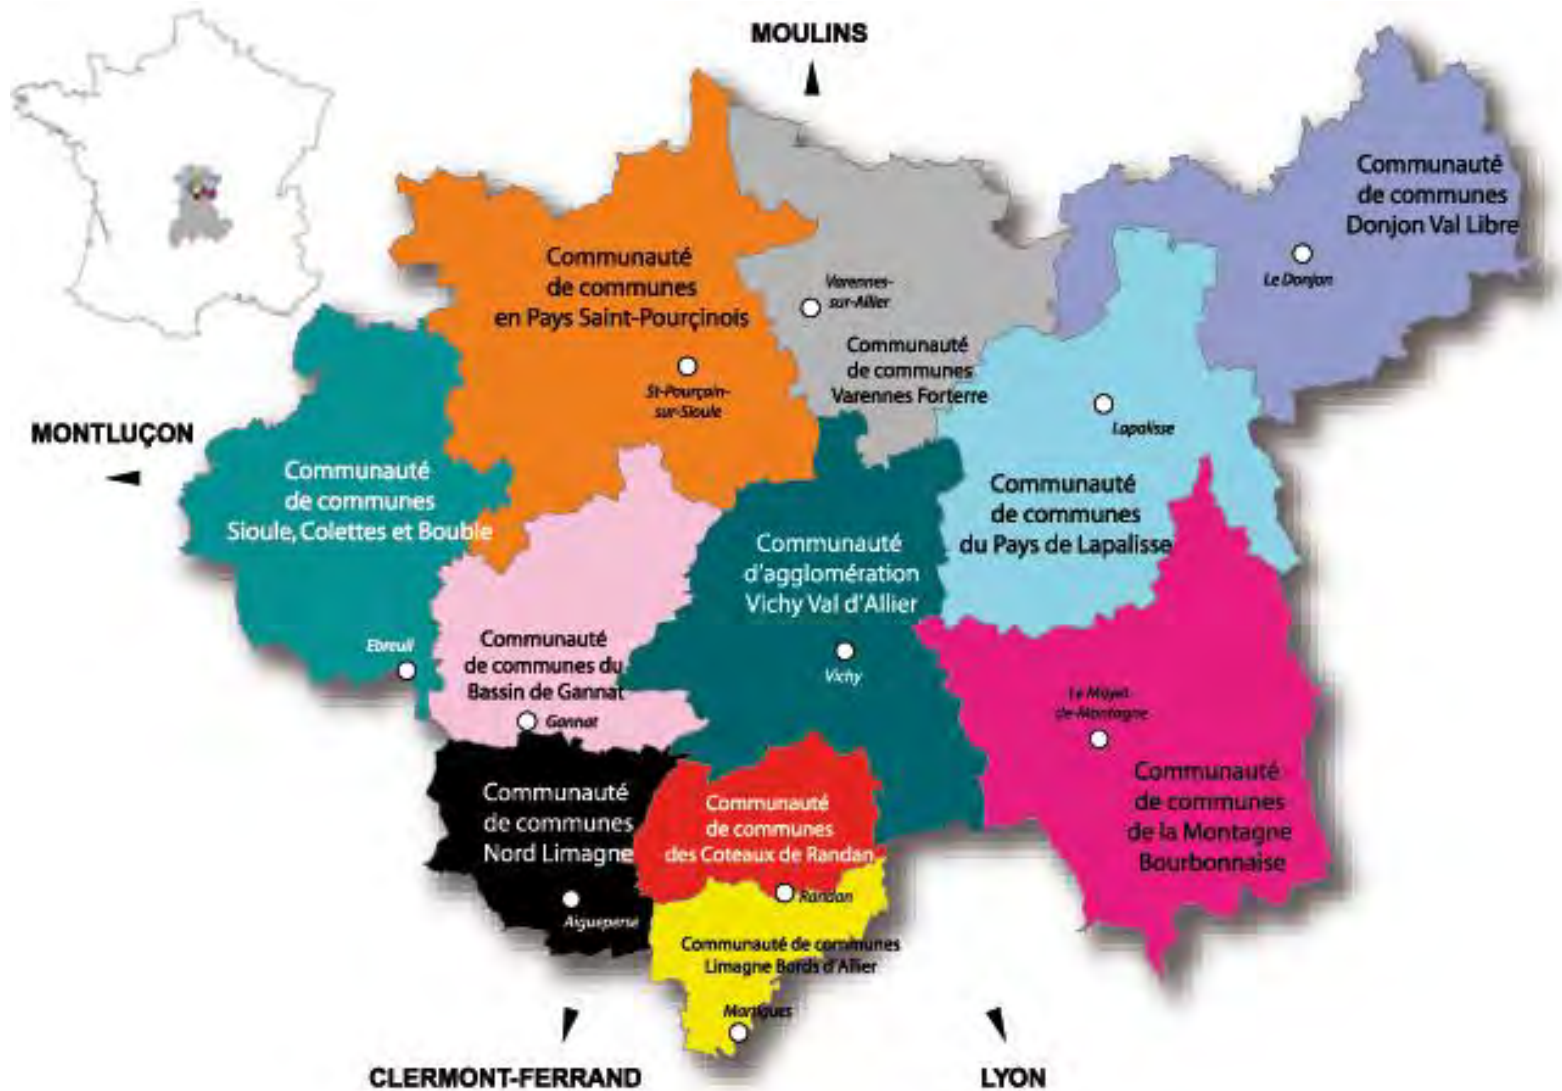 MOULINS
Communauté
de communes
Donjon Val Libre
Le Donjon
Communauté
de communes
en Pays Saint-Pourçinois
St-Pourçain-
sur-Sioule
Varennes-
sur-Allier
Communauté
de communes
Varennes Forterre
Lapalisse
Communauté
de communes
du Pays de Lapalisse
MONTLUÇON
Communauté
de communes
Sioule, Colettes et Bouble
Ebreuil
Communauté
d'agglomération
Vichy Val d'Allier
Vichy
Communauté
de communes du
Bassin de Gannat
Gannat
Le Mayet-
de-Montagne
Communauté
de communes
de la Montagne
Bourbonnaise
Communauté
de communes
Nord Limagne
Aigueperse
Communauté
de communes
des Coteaux de Randan
Randan
Communauté de communes
Limagne Bords d'Allier
Maringues
CLERMONT-FERRAND
LYON